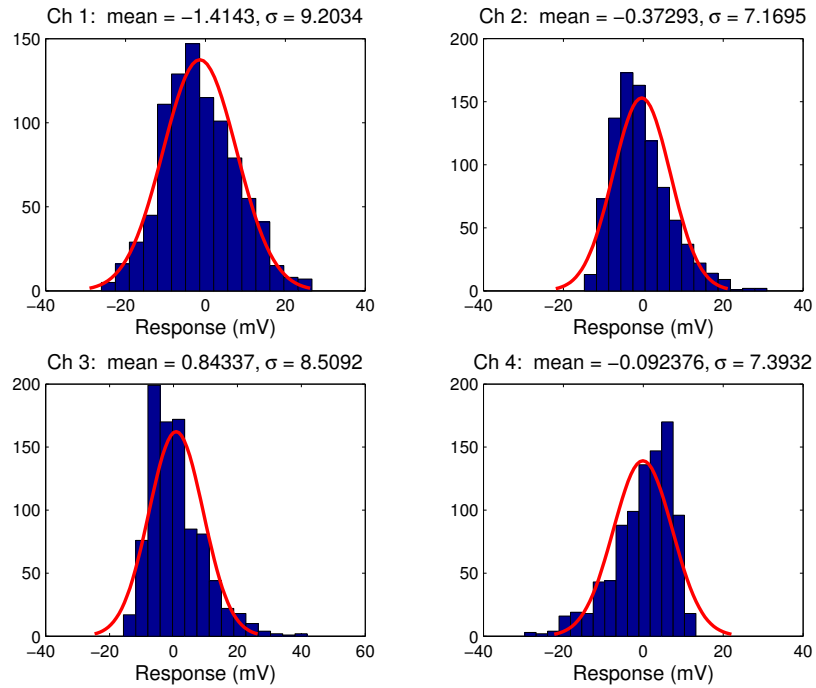 Ch 1:  mean = −1.4143, σ = 9.2034
150
100
50
0
−40 −20 0 20 40
Response (mV)
Ch 2:  mean = −0.37293, σ = 7.1695
200
150
100
50
0
−40 −20 0 20 40
Response (mV)
Ch 3:  mean = 0.84337, σ = 8.5092
200
150
100
50
0
−40 −20 0 20 40 60
Response (mV)
Ch 4:  mean = −0.092376, σ = 7.3932
200
150
100
50
0
−40 −20 0 20 40
Response (mV)